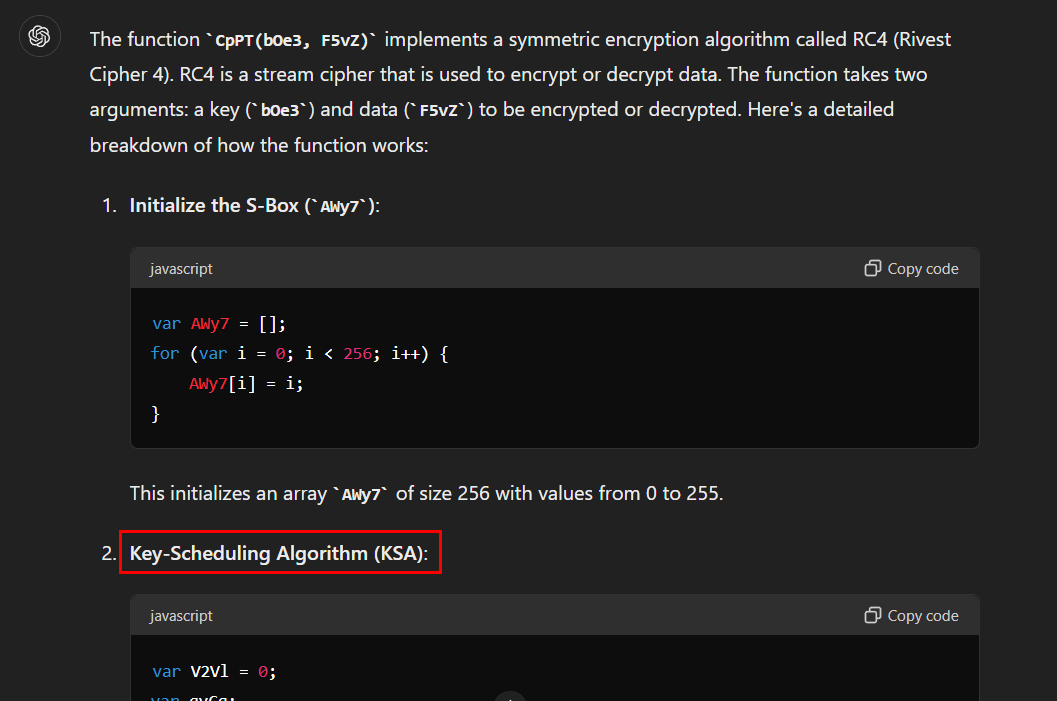 The function `CpPT(bOe3, F5vZ)` implements a symmetric encryption algorithm called RC4 (Rivest
Cipher 4). RC4 is a stream cipher that is used to encrypt or decrypt data. The function takes two
arguments: a key (`bOe3`) and data (`F5vZ`) to be encrypted or decrypted. Here's a detailed
breakdown of how the function works:
1. Initialize the S-Box (`AWy7`):
javascript Copy code
var AWy7 = [];
for (var i = 0; i < 256; i++) {
    AWy7[i] = i;
}
This initializes an array `AWy7` of size 256 with values from 0 to 255.
2. Key-Scheduling Algorithm (KSA):
javascript Copy code
var V2Vl = 0;
var